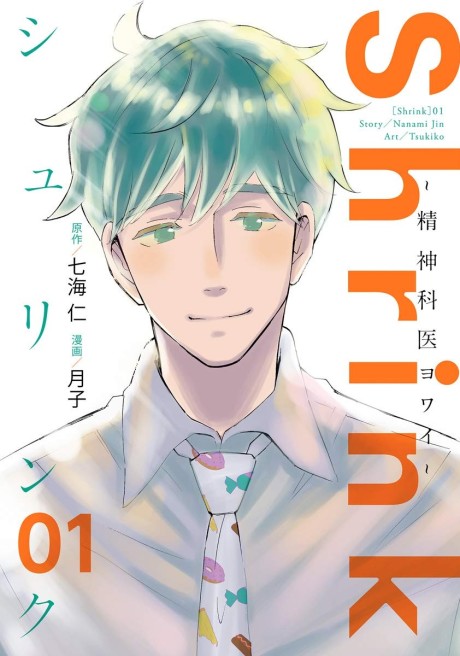 Shrink
[Shrink]01
Story／Nanami Jin
Art／Tsukiko
~精神科医ヨワイ~
シュリンク
原作／七海 仁
漫画／月子
01